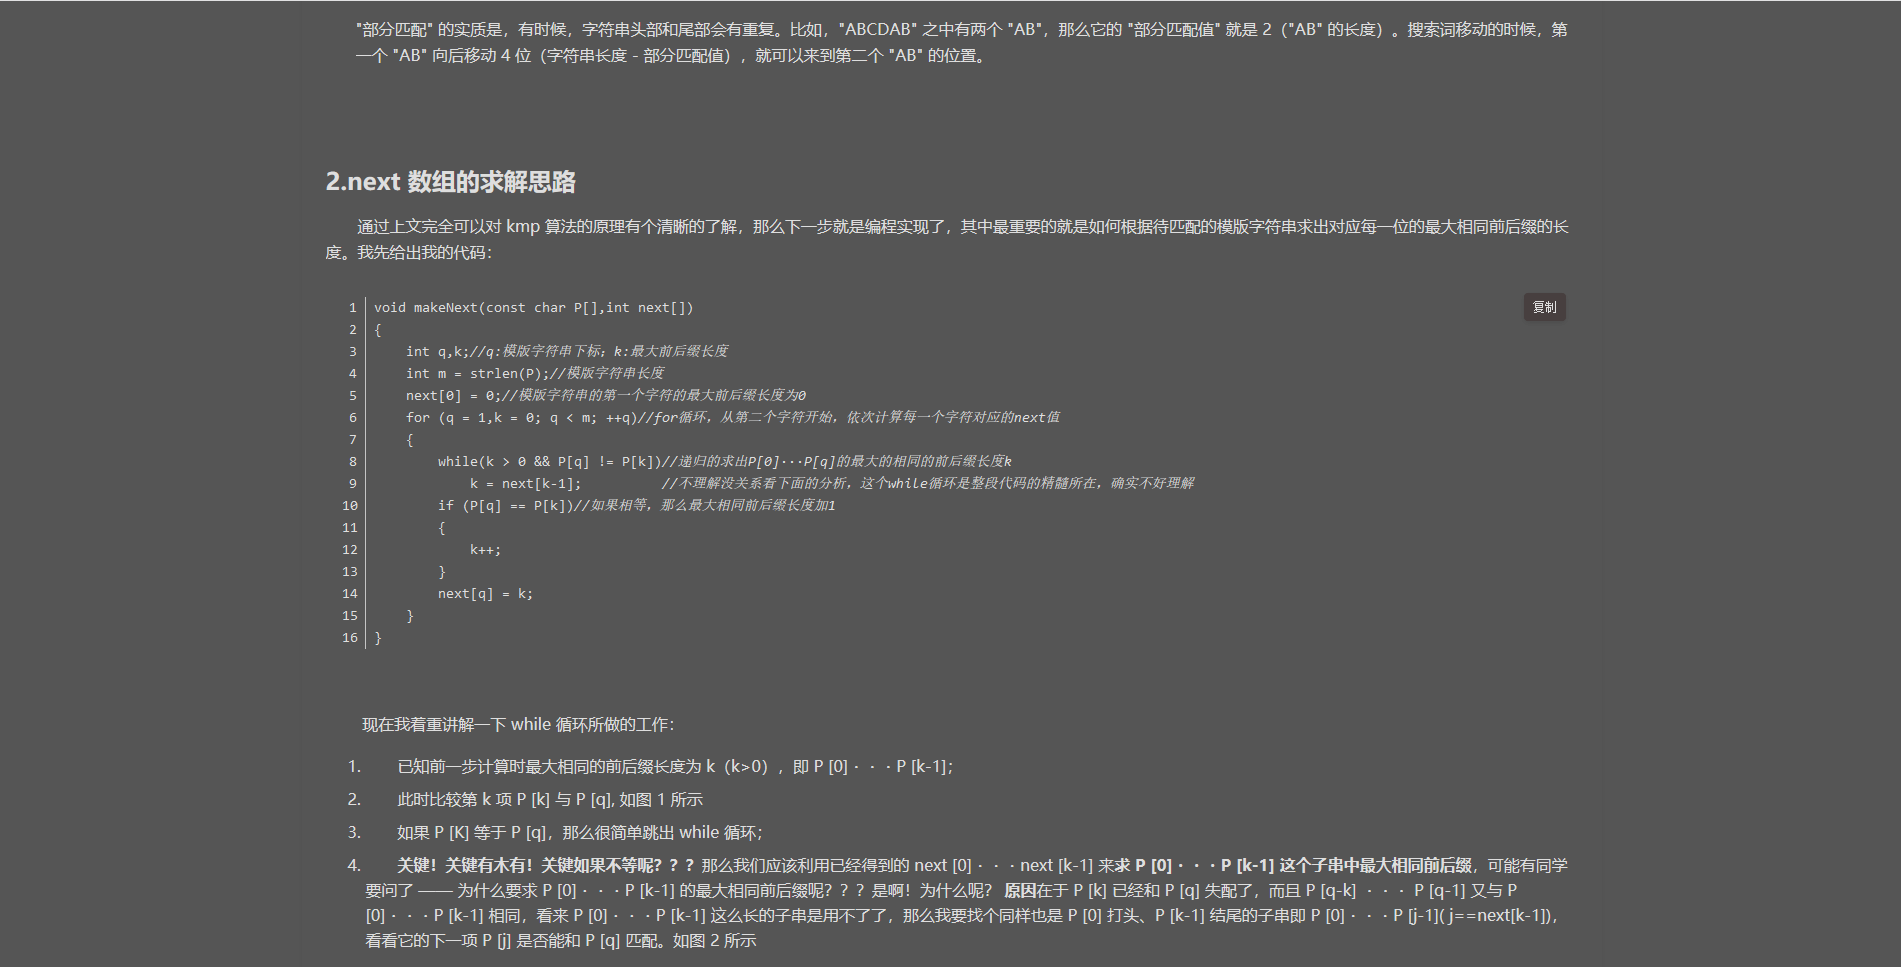 "部分匹配" 的实质是，有时候，字符串头部和尾部会有重复。比如，"ABCDAB" 之中有两个 "AB"，那么它的 "部分匹配值" 就是 2（"AB" 的长度）。搜索词移动的时候，第
一个 "AB" 向后移动 4 位（字符串长度 - 部分匹配值），就可以来到第二个 "AB" 的位置。
2.next 数组的求解思路
通过上文完全可以对 kmp 算法的原理有个清晰的了解，那么下一步就是编程实现了，其中最重要的就是如何根据待匹配的模版字符串求出对应每一位的最大相同前后缀的长
度。我先给出我的代码：
复制
1 void makeNext(const char P[],int next[])
2 {
3     int q,k;//q:模版字符串下标；k:最大前后缀长度
4     int m = strlen(P);//模版字符串长度
5     next[0] = 0;//模版字符串的第一个字符的最大前后缀长度为0
6     for (q = 1,k = 0; q < m; ++q)//for循环，从第二个字符开始，依次计算每一个字符对应的next值
7     {
8         while(k > 0 && P[q] != P[k])//递归的求出P[0]···P[q]的最大的相同的前后缀长度k
9             k = next[k-1];          //不理解没关系看下面的分析，这个while循环是整段代码的精髓所在，确实不好理解
10         if (P[q] == P[k])//如果相等，那么最大相同前后缀长度加1
11         {
12             k++;
13         }
14         next[q] = k;
15     }
16 }
现在我着重讲解一下 while 循环所做的工作：
1. 已知前一步计算时最大相同的前后缀长度为 k（k>0），即 P [0]・・・P [k-1]；
2. 此时比较第 k 项 P [k] 与 P [q], 如图 1 所示
3. 如果 P [K] 等于 P [q]，那么很简单跳出 while 循环；
4. 关键！关键有木有！关键如果不等呢？？？那么我们应该利用已经得到的 next [0]・・・next [k-1] 来求 P [0]・・・P [k-1] 这个子串中最大相同前后缀，可能有同学
要问了 —— 为什么要求 P [0]・・・P [k-1] 的最大相同前后缀呢？？？是啊！为什么呢？ 原因在于 P [k] 已经和 P [q] 失配了，而且 P [q-k] ・・・ P [q-1] 又与 P
[0]・・・P [k-1] 相同，看来 P [0]・・・P [k-1] 这么长的子串是用不了了，那么我要找个同样也是 P [0] 打头、P [k-1] 结尾的子串即 P [0]・・・P [j-1]( j==next[k-1])，
看看它的下一项 P [j] 是否能和 P [q] 匹配。如图 2 所示